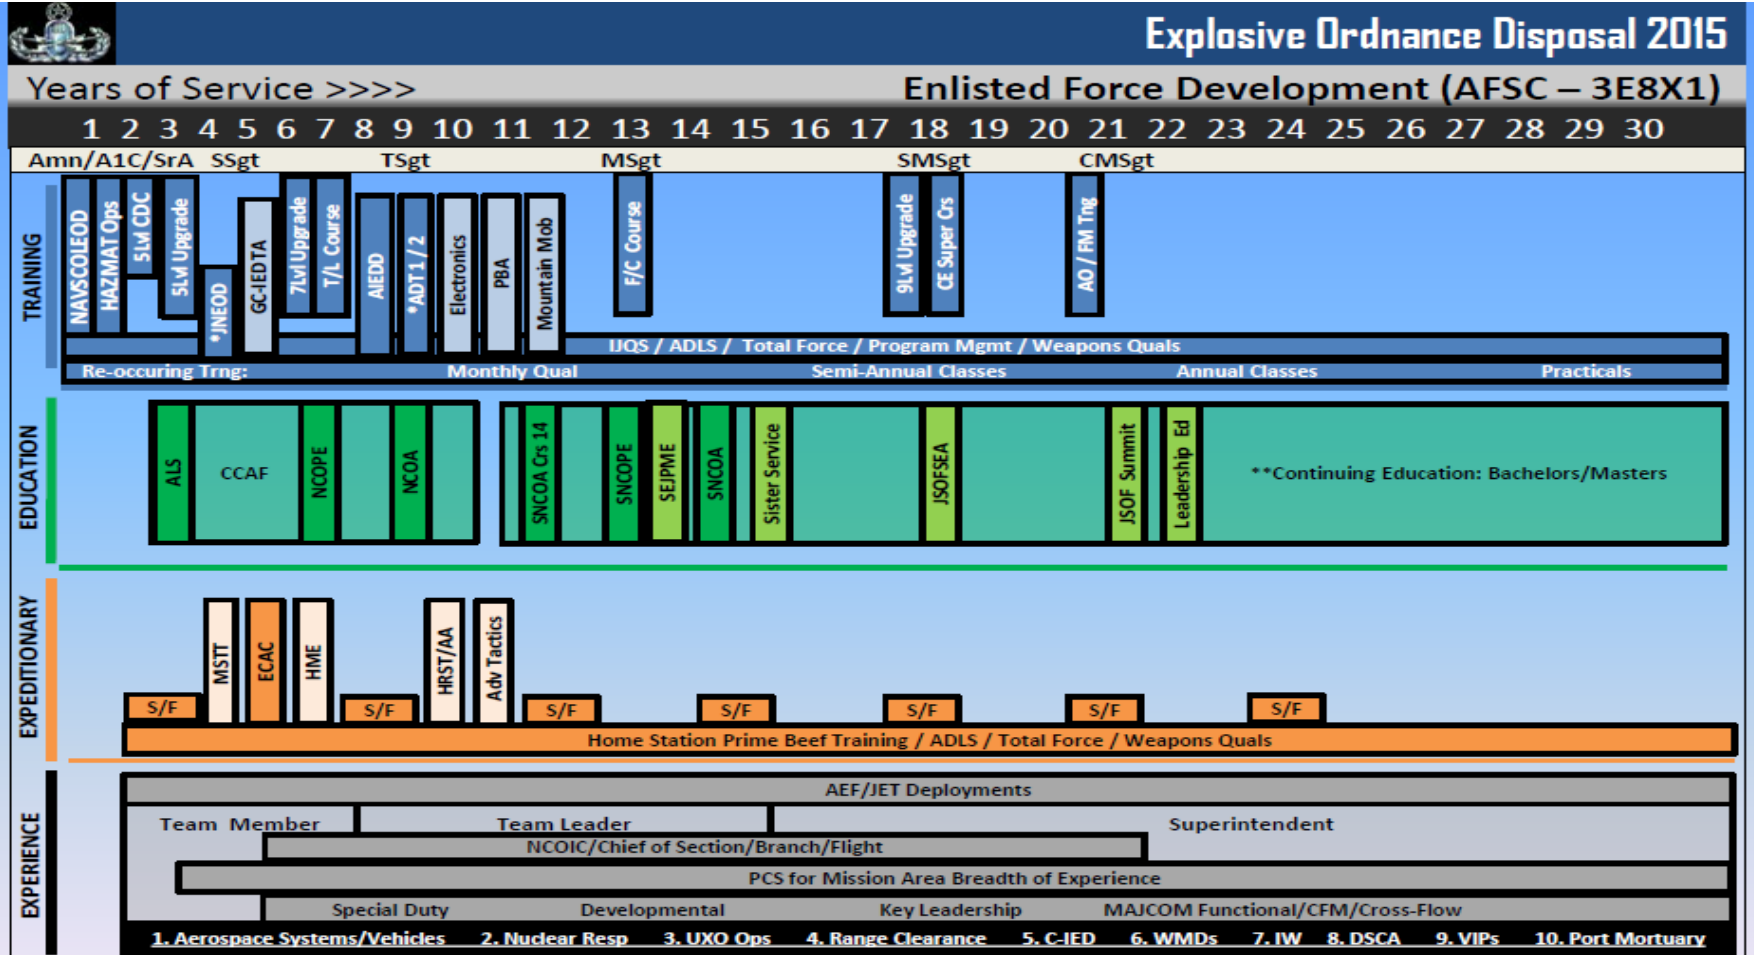 Explosive Ordnance Disposal 2015
Years of Service >>>>
Enlisted Force Development (AFSC – 3E8X1)
1 2 3 4 5 6 7 8 9 10 11 12 13 14 15 16 17 18 19 20 21 22 23 24 25 26 27 28 29 30
Amn/A1C/SrA SSgt TSgt MSgt SMSgt CMSgt
TRAINING
NAVSCOLEOD
HAZMAT Ops
5Lvl CDC
5Lvl Upgrade
*JNEOD
GC-IEDTA
7Lvl Upgrade
T/L Course
AIEDD
*ADT 1 / 2
Electronics
PBA
Mountain Mob
F/C Course
9Lvl Upgrade
CE Super Crs
AO / FM Tng
IJQS / ADLS / Total Force / Program Mgmt / Weapons Quals
Re-occuring Trng: Monthly Qual Semi-Annual Classes Annual Classes Practicals
EDUCATION
ALS
CCAF
NCOPE
NCOA
SNCOA Crs 14
SNCOPE
SEJPME
SNCOA
Sister Service
JSOFSEA
JSOF Summit
Leadership Ed
**Continuing Education: Bachelors/Masters
EXPEDITIONARY
S/F
MSTT
ECAC
HME
S/F
HRST/AA
Adv Tactics
S/F
S/F
S/F
S/F
S/F
Home Station Prime Beef Training / ADLS / Total Force / Weapons Quals
EXPERIENCE
AEF/JET Deployments
Team Member Team Leader Superintendent
NCOIC/Chief of Section/Branch/Flight
PCS for Mission Area Breadth of Experience
Special Duty Developmental Key Leadership MAJCOM Functional/CFM/Cross-Flow
1. Aerospace Systems/Vehicles 2. Nuclear Resp 3. UXO Ops 4. Range Clearance 5. C-IED 6. WMDs 7. IW 8. DSCA 9. VIPs 10. Port Mortuary